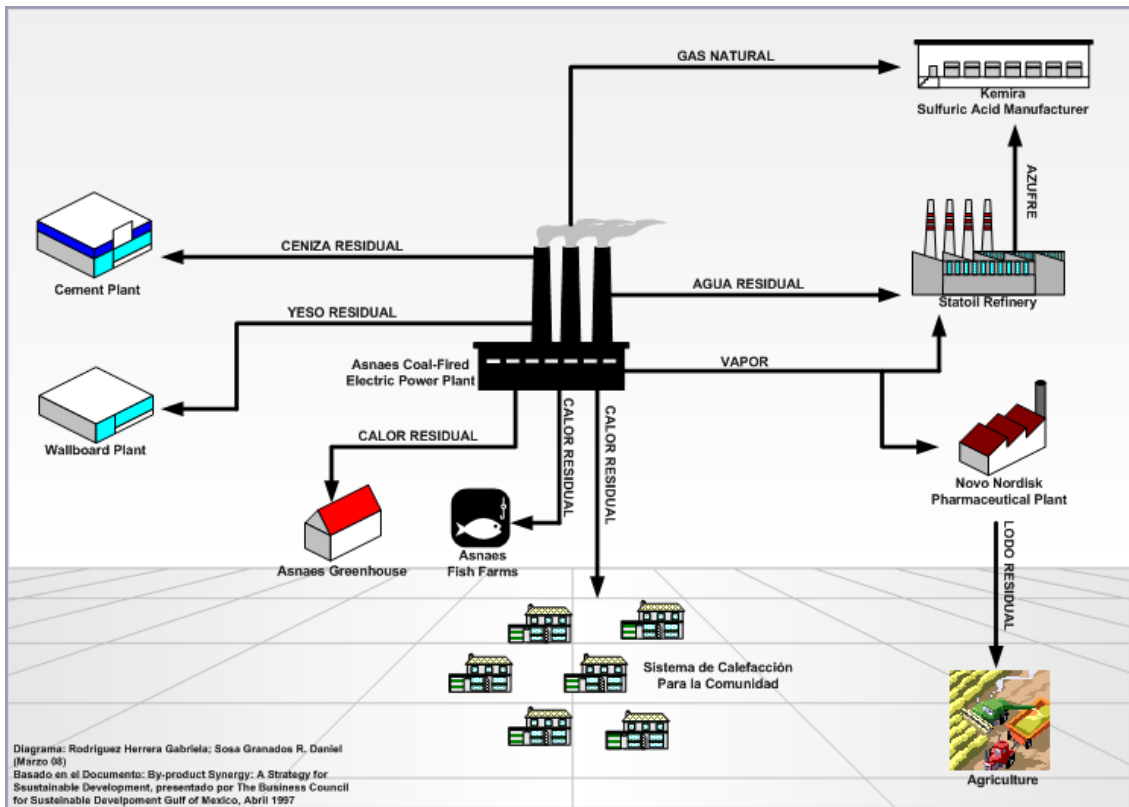 GAS NATURAL
Kemira
Sulfuric Acid Manufacturer
AZUFRE
CENIZA RESIDUAL
Cement Plant
AGUA RESIDUAL
Statoil Refinery
YESO RESIDUAL
Asnaes Coal-Fired
Electric Power Plant
VAPOR
Wallboard Plant
CALOR RESIDUAL
CALOR RESIDUAL
CALOR RESIDUAL
Novo Nordisk
Pharmaceutical Plant
Asnaes Greenhouse
Asnaes
Fish Farms
LODO RESIDUAL
Sistema de Calefacción
Para la Comunidad
Agriculture
Diagrama: Rodriguez Herrera Gabriela; Sosa Granados R. Daniel
(Marzo 08)
Basado en el Documento: By-product Synergy: A Strategy for
Ssustainable Development, presentado por The Business Council
for Susteinable Develpoment Gulf of Mexico, Abril 1997